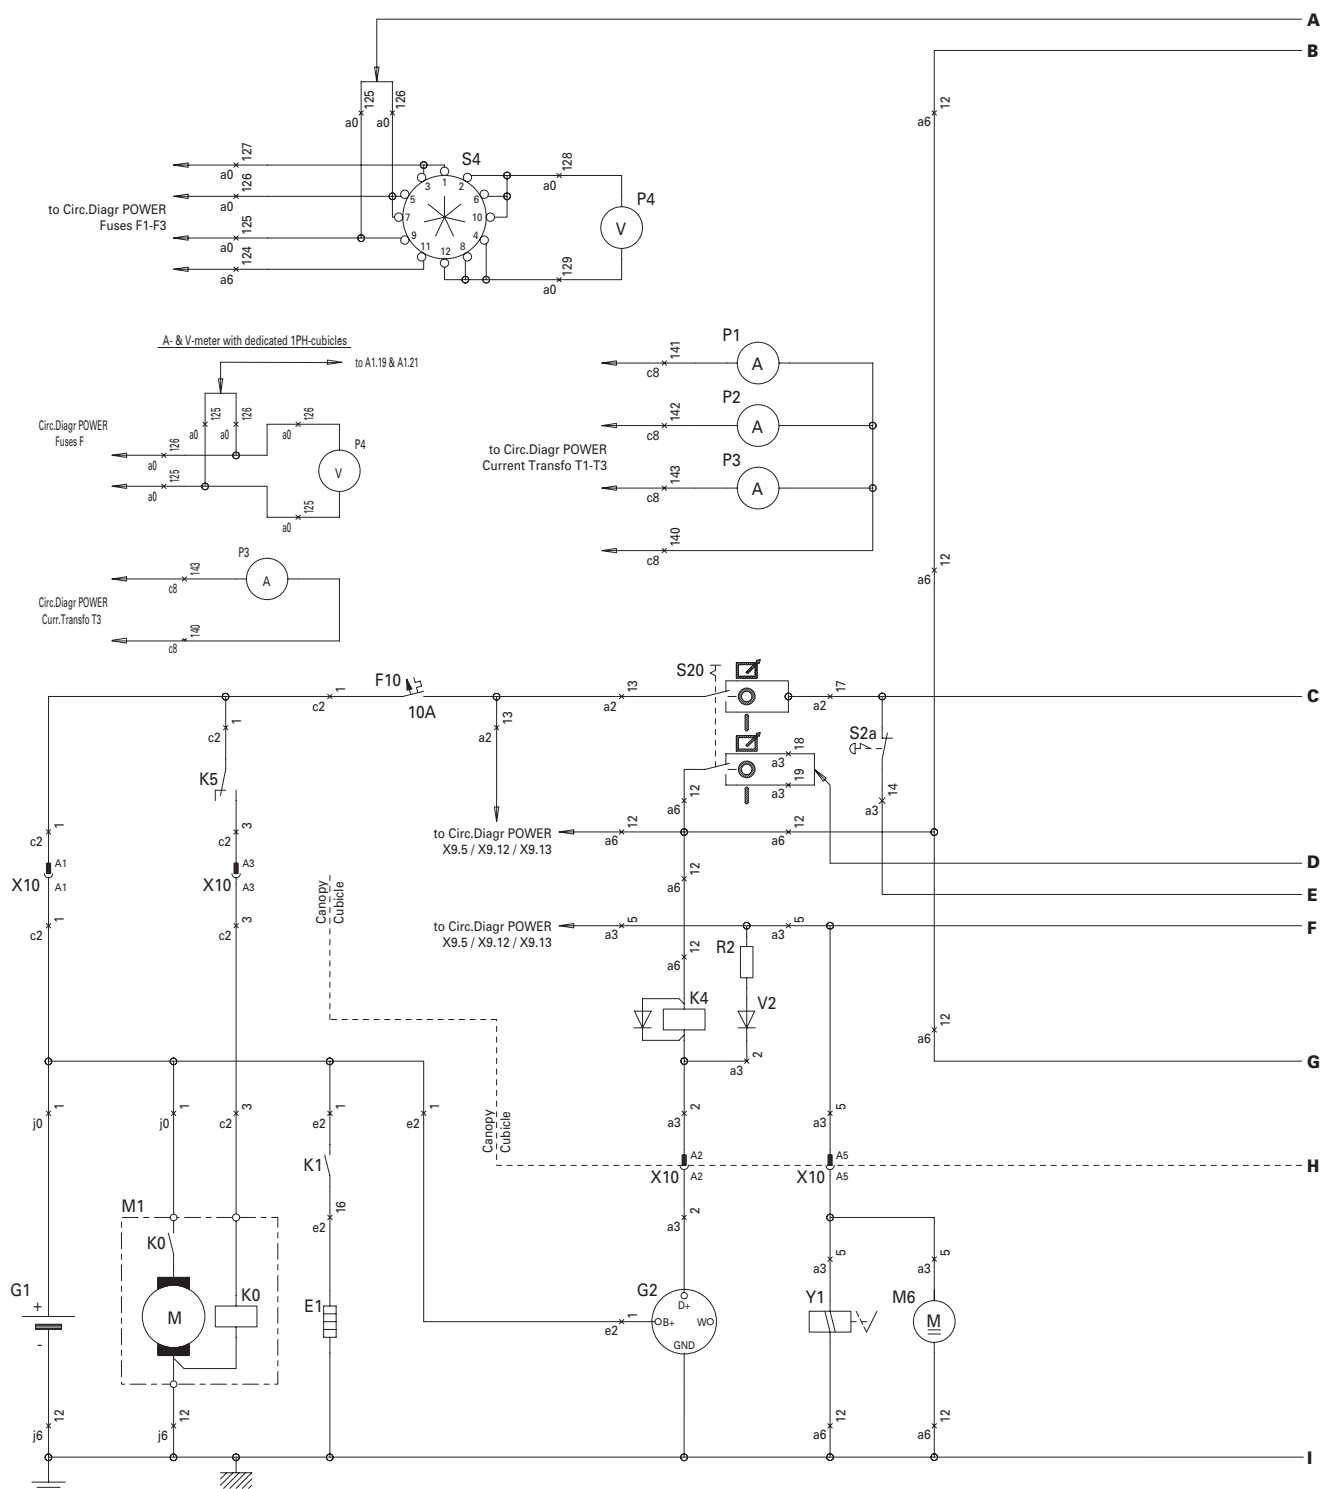 A
B
125
126
12
a0
a0
a6
127
a0
126
a0
125
a0
124
a6
to Circ.Diagr POWER
Fuses F1-F3
S4
1
2
3
5
6
7
10
9
4
11
12
8
128
a0
P4
V
129
a0
A- & V-meter with dedicated 1PH-cubicles
to A1.19 & A1.21
125
126
126
a0
a0
a0
Circ.Diagr POWER
Fuses F
126
a0
125
a0
P4
V
125
a0
P1
141
A
c8
P2
142
A
c8
to Circ.Diagr POWER
Current Transfo T1-T3
P3
143
A
c8
140
c8
12
a6
P3
143
A
c8
Circ.Diagr POWER
Curr.Transfo T3
140
c8
F10
10A
1
c2
13
a2
13
a2
S20
17
a2
C
1
c2
K5
S2a
18
a3
19
a3
14
a3
12
a6
1
c2
3
c2
to Circ.Diagr POWER
X9.5 / X9.12 / X9.13
12
a6
12
a6
A1
X10
A1
A3
X10
A3
D
12
a6
E
Canopy
Cubicle
1
c2
3
c2
to Circ.Diagr POWER
X9.5 / X9.12 / X9.13
5
a3
5
a3
F
12
a6
R2
K4
V2
12
a6
2
a3
G
1
j0
1
j0
3
c2
1
e2
1
e2
Canopy
Cubicle
2
a3
5
a3
K1
A2
X10
A2
A5
X10
A5
H
M1
16
e2
2
a3
K0
5
a3
5
a3
G1
+
-
M
K0
E1
G2
D+
B+
W
GND
1
e2
Y1
M6
M
12
j6
12
j6
12
a6
12
a6
I